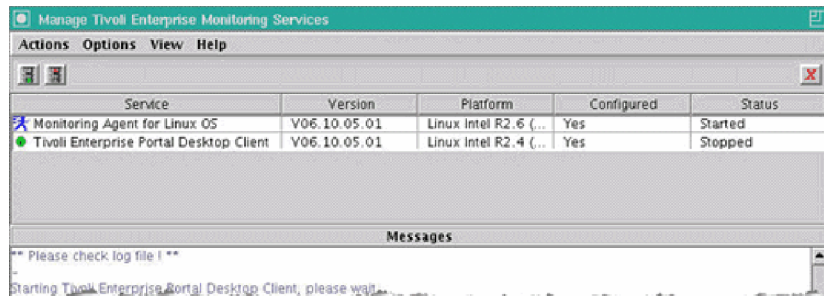 Manage Tivoli Enterprise Monitoring Services
Actions Options View Help
Service Version Platform Configured Status
Monitoring Agent for Linux OS V06.10.05.01 Linux Intel R2.6 (... Yes Started
Tivoli Enterprise Portal Desktop Client V06.10.05.01 Linux Intel R2.4 (... Yes Stopped
Messages
** Please check log file ! **
-
Starting Tivoli Enterprise Portal Desktop Client, please wait...